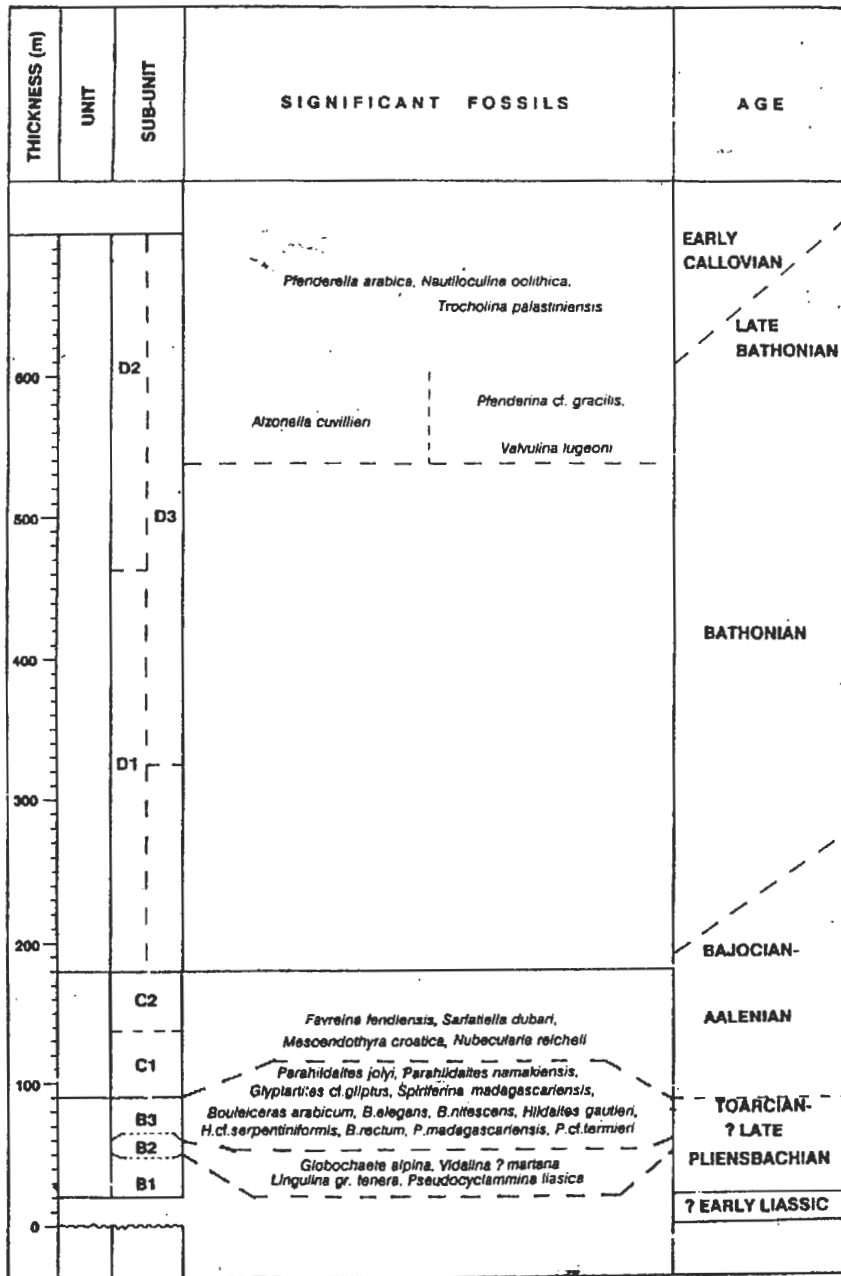 THICKNESS (m)
UNIT
SUB-UNIT
SIGNIFICANT FOSSILS
AGE
EARLY
CALLOVIAN
Pfenderella arabica, Nautiloculina oolithica,
Trocholina palastiniensis
LATE
BATHONIAN
D2
600
Alzonella cuvillieri
Pfenderina cf. gracilis,
Valvulina lugeoni
500
D3
400
BATHONIAN
D1
300
200
BAJOCIAN-
C2
AALENIAN
Favreina fendiensis, Sarfatiella dubari,
Mesoendothyra croatica, Nubecularia reicheli
C1
Parahildaites jolyi, Parahildaites namakiensis,
Glyptartites cf.gliptus, Spiriferina madagascariensis,
100
B3
TOARCIAN-
Bouleiceras arabicum, B.elegans, B.nitescens, Hildaites gautieri,
? LATE
H.cf.serpentiniformis, B.rectum, P.madagascariensis, P.cf.termieri
B2
PLIENSBACHIAN
Globochaete alpina, Vidalina ? martana
B1
Lingulina gr. tenera, Pseudocyclammina liasica
? EARLY LIASSIC
0